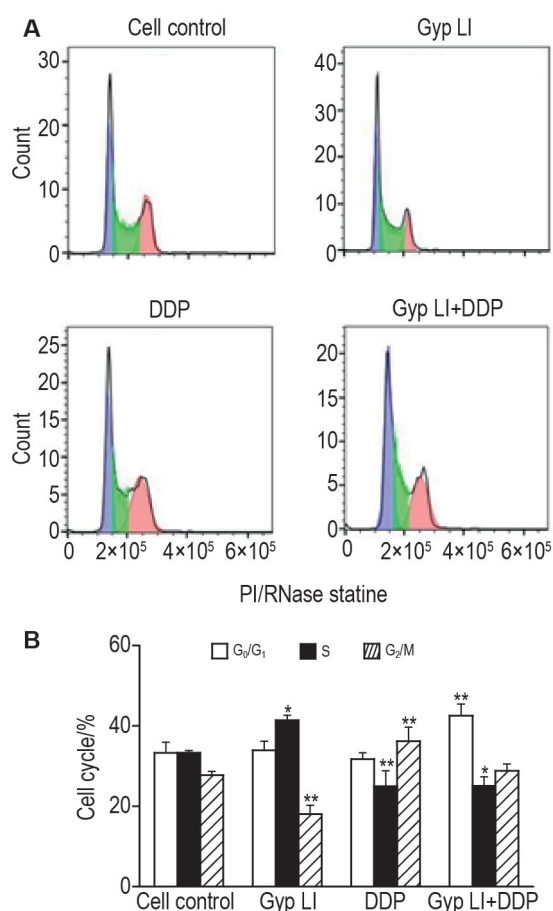 A
Cell control
Gyp LI
Count
30
20
10
0
40
30
20
10
0
DDP
Gyp LI+DDP
Count
25
20
15
10
5
0
20
15
10
5
0
0 2×10⁵ 4×10⁵ 6×10⁵
0 2×10⁵ 4×10⁵ 6×10⁵
PI/RNase statine
B
G₀/G₁ S G₂/M
Cell cycle/%
60
40
20
0
* ** ** ** ** *
Cell control Gyp LI DDP Gyp LI+DDP